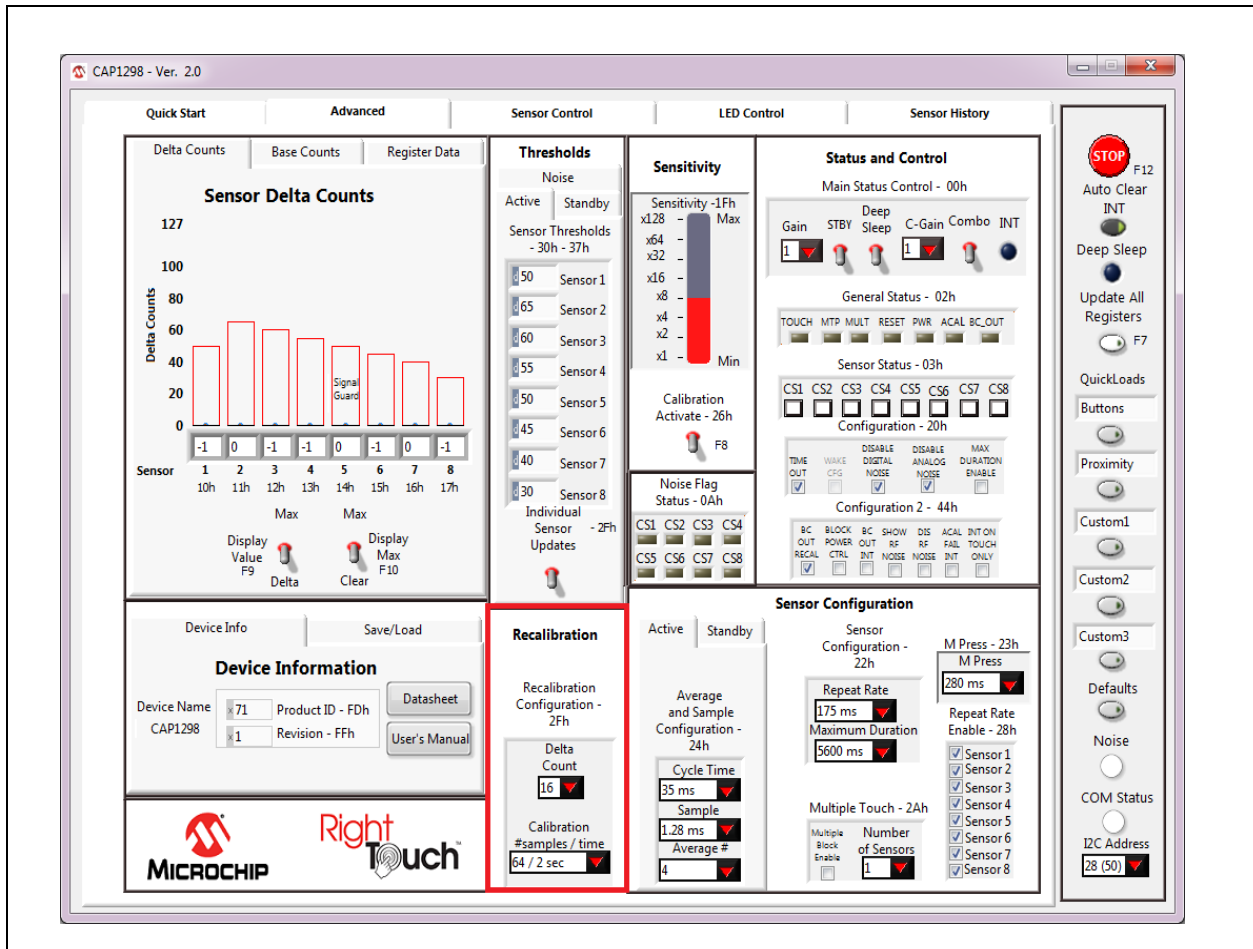 CAP1298 - Ver. 2.0
Quick Start
Advanced
Sensor Control
LED Control
Sensor History
Delta Counts
Base Counts
Register Data
Sensor Delta Counts
Delta Counts
127
100
80
60
40
20
0
Signal
Guard
-1 0 -1 -1 0 -1 0 -1
Sensor 1 2 3 4 5 6 7 8
10h 11h 12h 13h 14h 15h 16h 17h
Max
Display
Value
F9
Delta
Max
Display
Max
F10
Clear
Thresholds
Noise
Active
Standby
Sensor Thresholds
- 30h - 37h
d 50 Sensor 1
d 65 Sensor 2
d 60 Sensor 3
d 55 Sensor 4
d 50 Sensor 5
d 45 Sensor 6
d 40 Sensor 7
d 30 Sensor 8
Individual
Sensor - 2Fh
Updates
Sensitivity
Sensitivity -1Fh
x128 Max
x64
x32
x16
x8
x4
x2
x1 Min
Calibration
Activate - 26h
F8
Noise Flag
Status - 0Ah
CS1 CS2 CS3 CS4
CS5 CS6 CS7 CS8
Status and Control
Main Status Control - 00h
Gain
1
STBY
Deep
Sleep
C-Gain
1
Combo
INT
General Status - 02h
TOUCH MTP MULT RESET PWR ACAL BC_OUT
Sensor Status - 03h
CS1 CS2 CS3 CS4 CS5 CS6 CS7 CS8
Configuration - 20h
TIME
OUT
WAKE
CFG
DISABLE
DIGITAL
NOISE
DISABLE
ANALOG
NOISE
MAX
DURATION
ENABLE
Configuration 2 - 44h
BC
OUT
RECAL
BLOCK
POWER
CTRL
BC
OUT
INT
SHOW
RF
NOISE
DIS
RF
NOISE
ACAL
FAIL
INT
INT ON
TOUCH
ONLY
Device Info
Save/Load
Device Information
Device Name
CAP1298
x 71 Product ID - FDh
x 1 Revision - FFh
Datasheet
User's Manual
MICROCHIP
RightTouch
Recalibration
Recalibration
Configuration -
2Fh
Delta
Count
16
Calibration
#samples / time
64 / 2 sec
Sensor Configuration
Active
Standby
Average
and Sample
Configuration -
24h
Cycle Time
35 ms
Sample
1.28 ms
Average #
4
Sensor
Configuration -
22h
Repeat Rate
175 ms
Maximum Duration
5600 ms
Multiple Touch - 2Ah
Multiple
Block
Enable
Number
of Sensors
1
M Press - 23h
M Press
280 ms
Repeat Rate
Enable - 28h
Sensor 1
Sensor 2
Sensor 3
Sensor 4
Sensor 5
Sensor 6
Sensor 7
Sensor 8
STOP
F12
Auto Clear
INT
Deep Sleep
Update All
Registers
F7
QuickLoads
Buttons
Proximity
Custom1
Custom2
Custom3
Defaults
Noise
COM Status
I2C Address
28 (50)